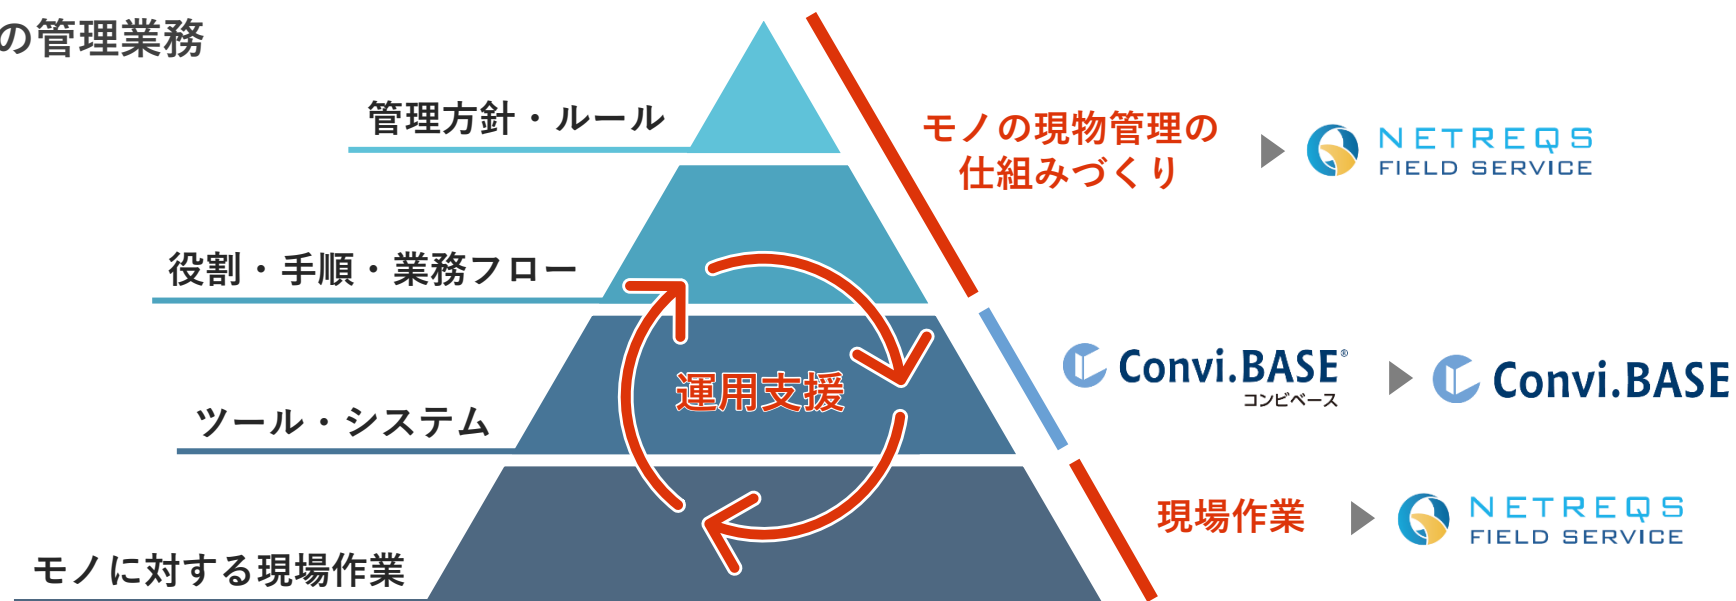 の管理業務
管理方針・ルール
モノの現物管理の
仕組みづくり
NETREQS
FIELD SERVICE
役割・手順・業務フロー
運用支援
Convi.BASE®
コンビベース
Convi.BASE
ツール・システム
現場作業
NETREQS
FIELD SERVICE
モノに対する現場作業